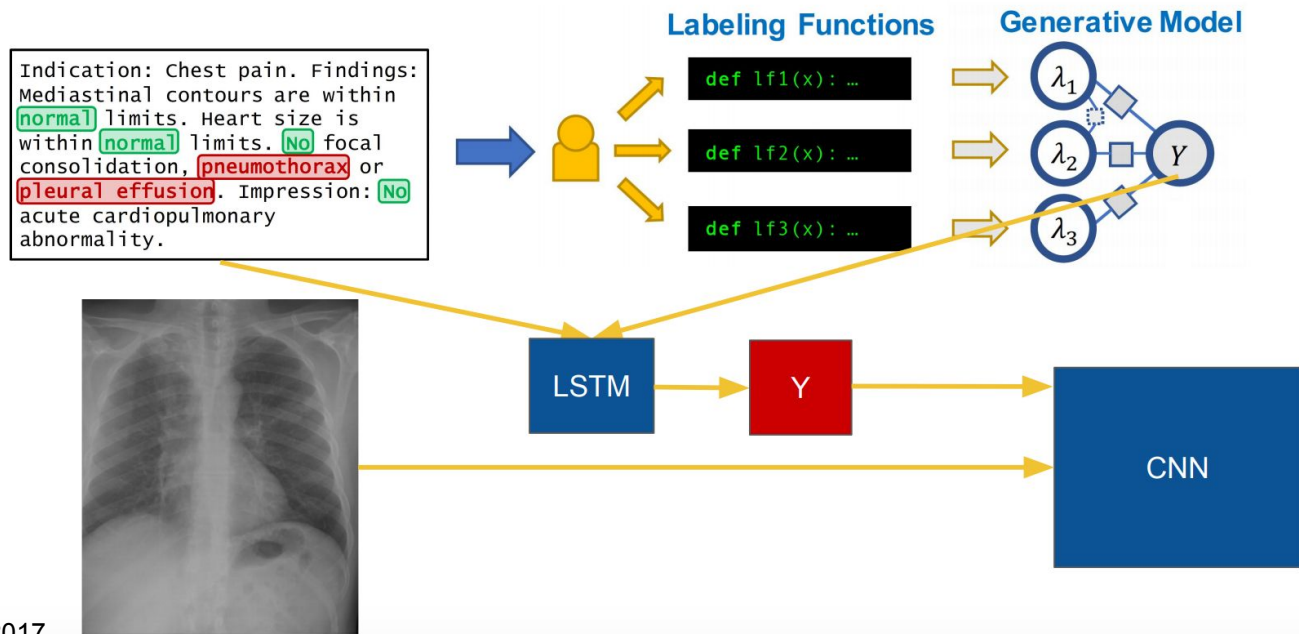 Labeling Functions
Generative Model
Indication: Chest pain. Findings:
Mediastinal contours are within
normal limits. Heart size is
within normal limits. No focal
consolidation, pneumothorax or
pleural effusion. Impression: No
acute cardiopulmonary
abnormality.
def lf1(x): …
def lf2(x): …
def lf3(x): …
λ1
λ2
λ3
Y
LSTM
Y
CNN
2017